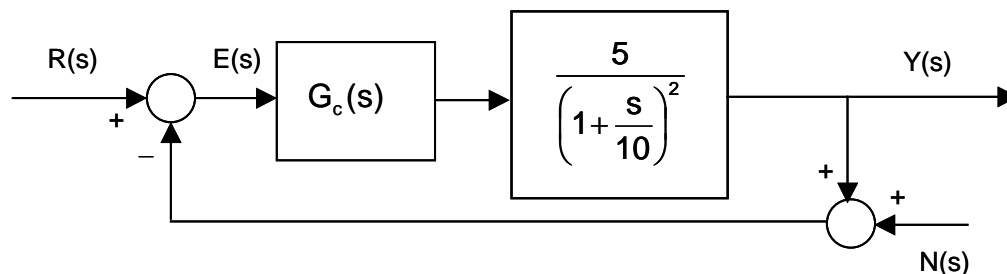 R(s)
E(s)
G_c(s)
5
(1+s/10)^2
Y(s)
+
−
+
+
N(s)